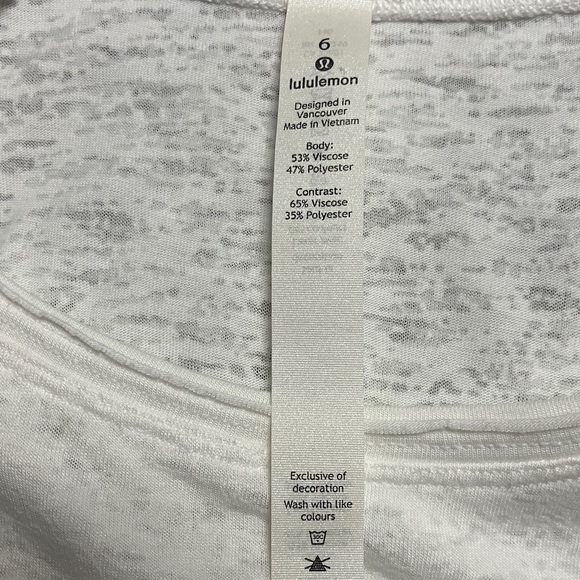 6
lululemon
Designed in
Vancouver
Made in Vietnam
Body:
53% Viscose
47% Polyester
Contrast:
65% Viscose
35% Polyester
Exclusive of
decoration
Wash with like
colours
30C